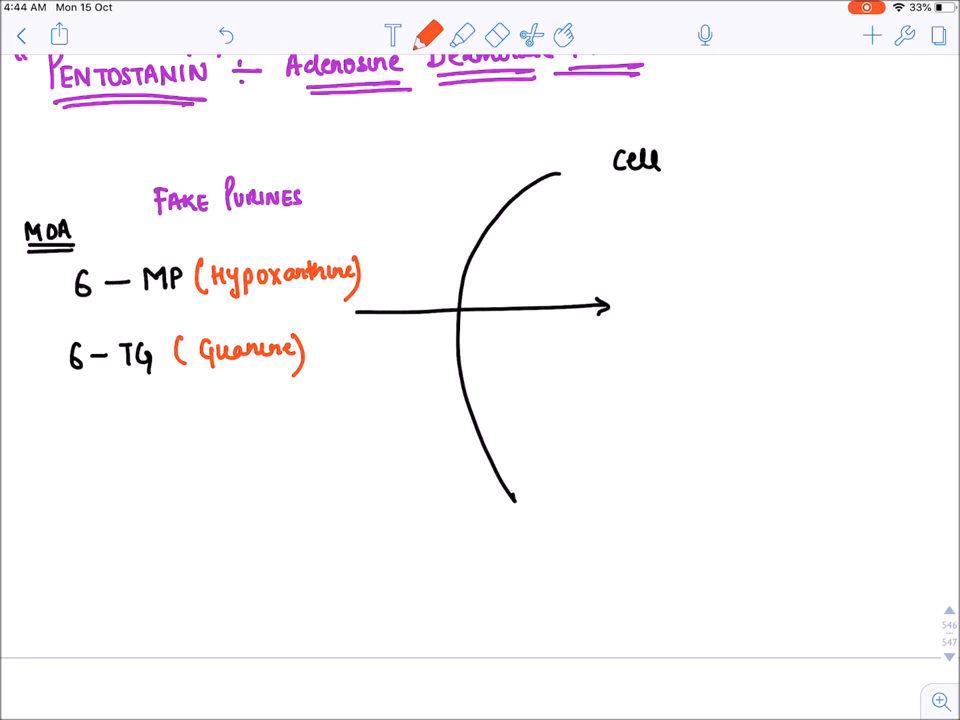 4:44 AM Mon 15 Oct 33%
T
PENTOSTANIN ÷ Adenosine
Cell
FAKE PURINES
MOA
6 - MP (Hypoxanthine)
6 - TG (Guanine)
546
547